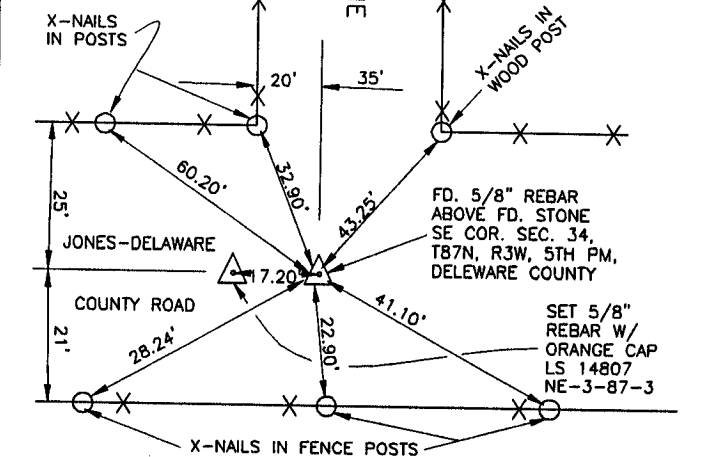 X-NAILS
IN POSTS
E
X-NAILS IN
WOOD POST
20'
35'
60.20'
32.90'
43.25'
25'
JONES-DELAWARE
17.20'
FD. 5/8" REBAR
ABOVE FD. STONE
SE COR. SEC. 34,
T87N, R3W, 5TH PM,
DELEWARE COUNTY
COUNTY ROAD
21'
28.24'
22.90'
41.10'
SET 5/8"
REBAR W/
ORANGE CAP
LS 14807
NE-3-87-3
X-NAILS IN FENCE POSTS